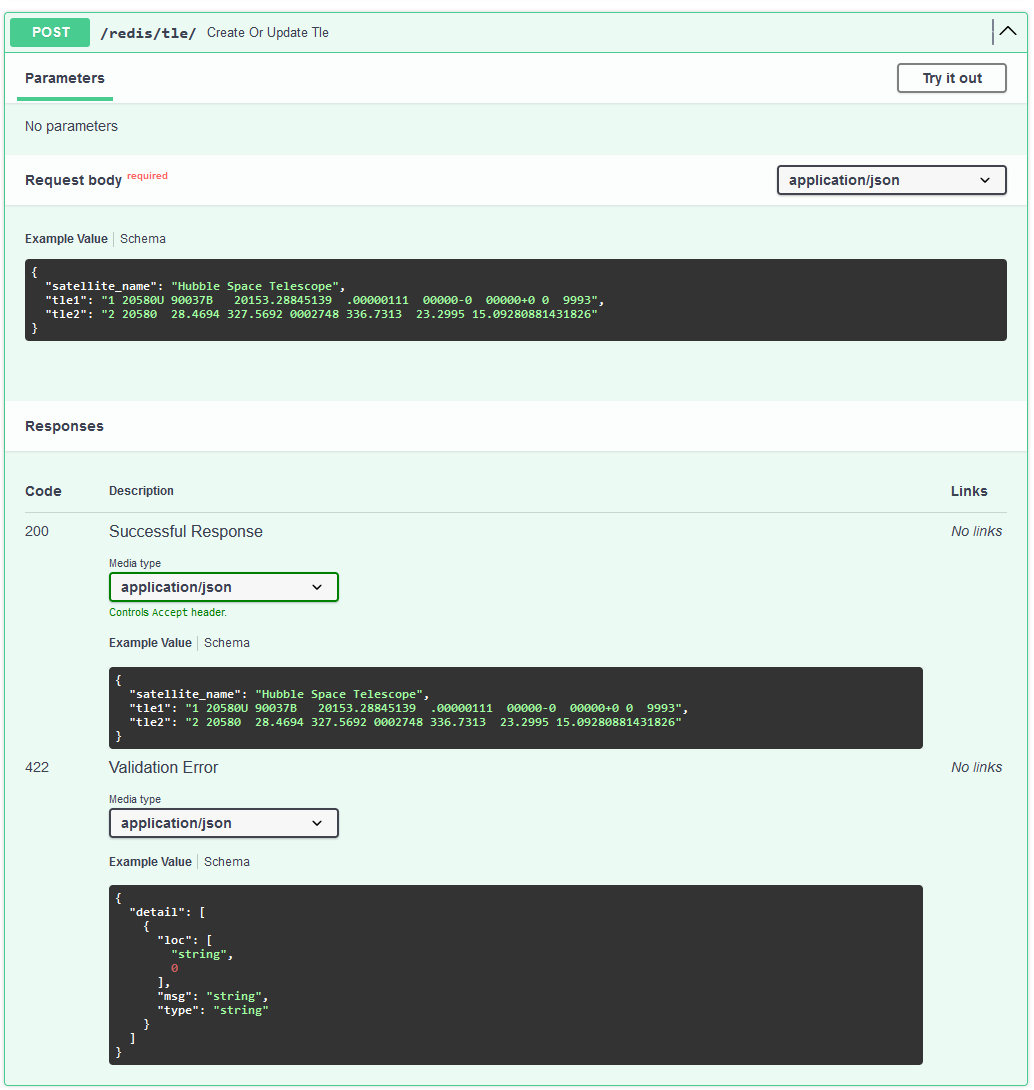 POST /redis/tle/ Create Or Update Tle
Parameters Try it out
No parameters
Request body required application/json
Example Value Schema
{
  "satellite_name": "Hubble Space Telescope",
  "tle1": "1 20580U 90037B   20153.28845139  .00000111  00000-0  00000+0 0  9993",
  "tle2": "2 20580  28.4694 327.5692 0002748 336.7313  23.2995 15.09280881431826"
}
Responses
Code Description Links
200 Successful Response No links
Media type
application/json
Controls Accept header.
Example Value Schema
{
  "satellite_name": "Hubble Space Telescope",
  "tle1": "1 20580U 90037B   20153.28845139  .00000111  00000-0  00000+0 0  9993",
  "tle2": "2 20580  28.4694 327.5692 0002748 336.7313  23.2995 15.09280881431826"
}
422 Validation Error No links
Media type
application/json
Example Value Schema
{
  "detail": [
    {
      "loc": [
        "string",
        0
      ],
      "msg": "string",
      "type": "string"
    }
  ]
}